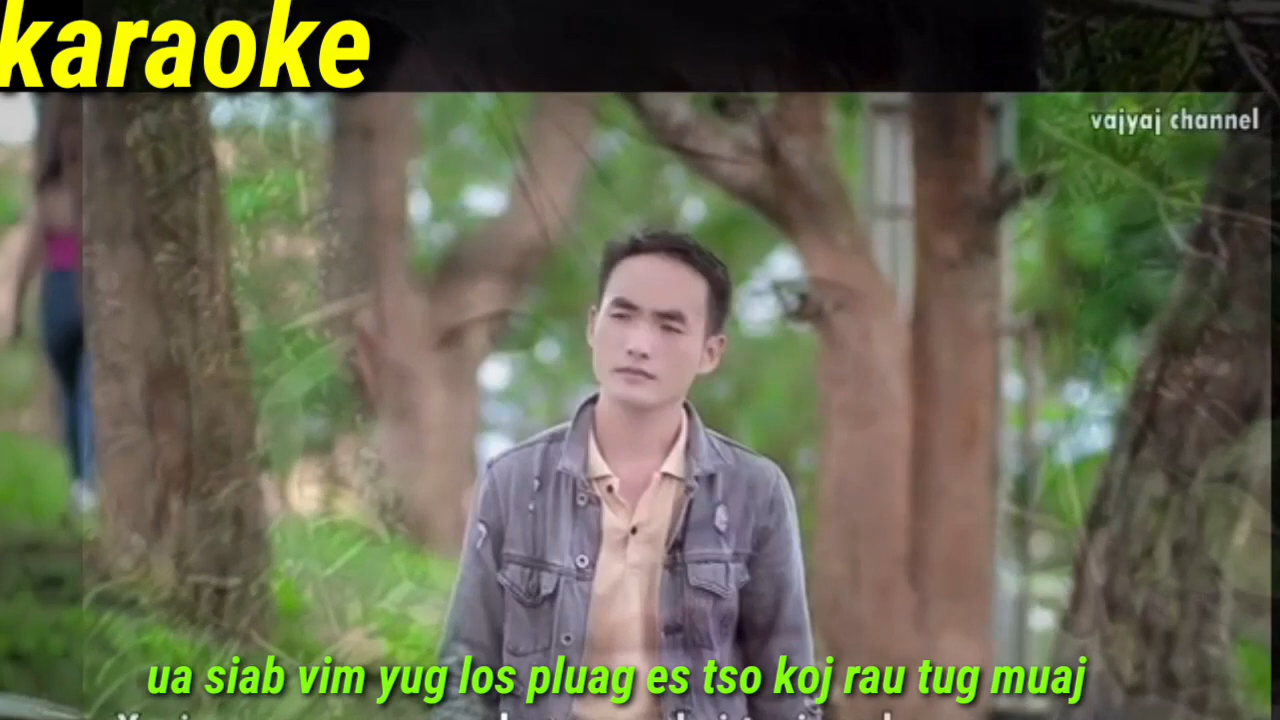 karaoke
vajyaj channel
ua siab vim yug los pluag es tso koj rau tug muaj